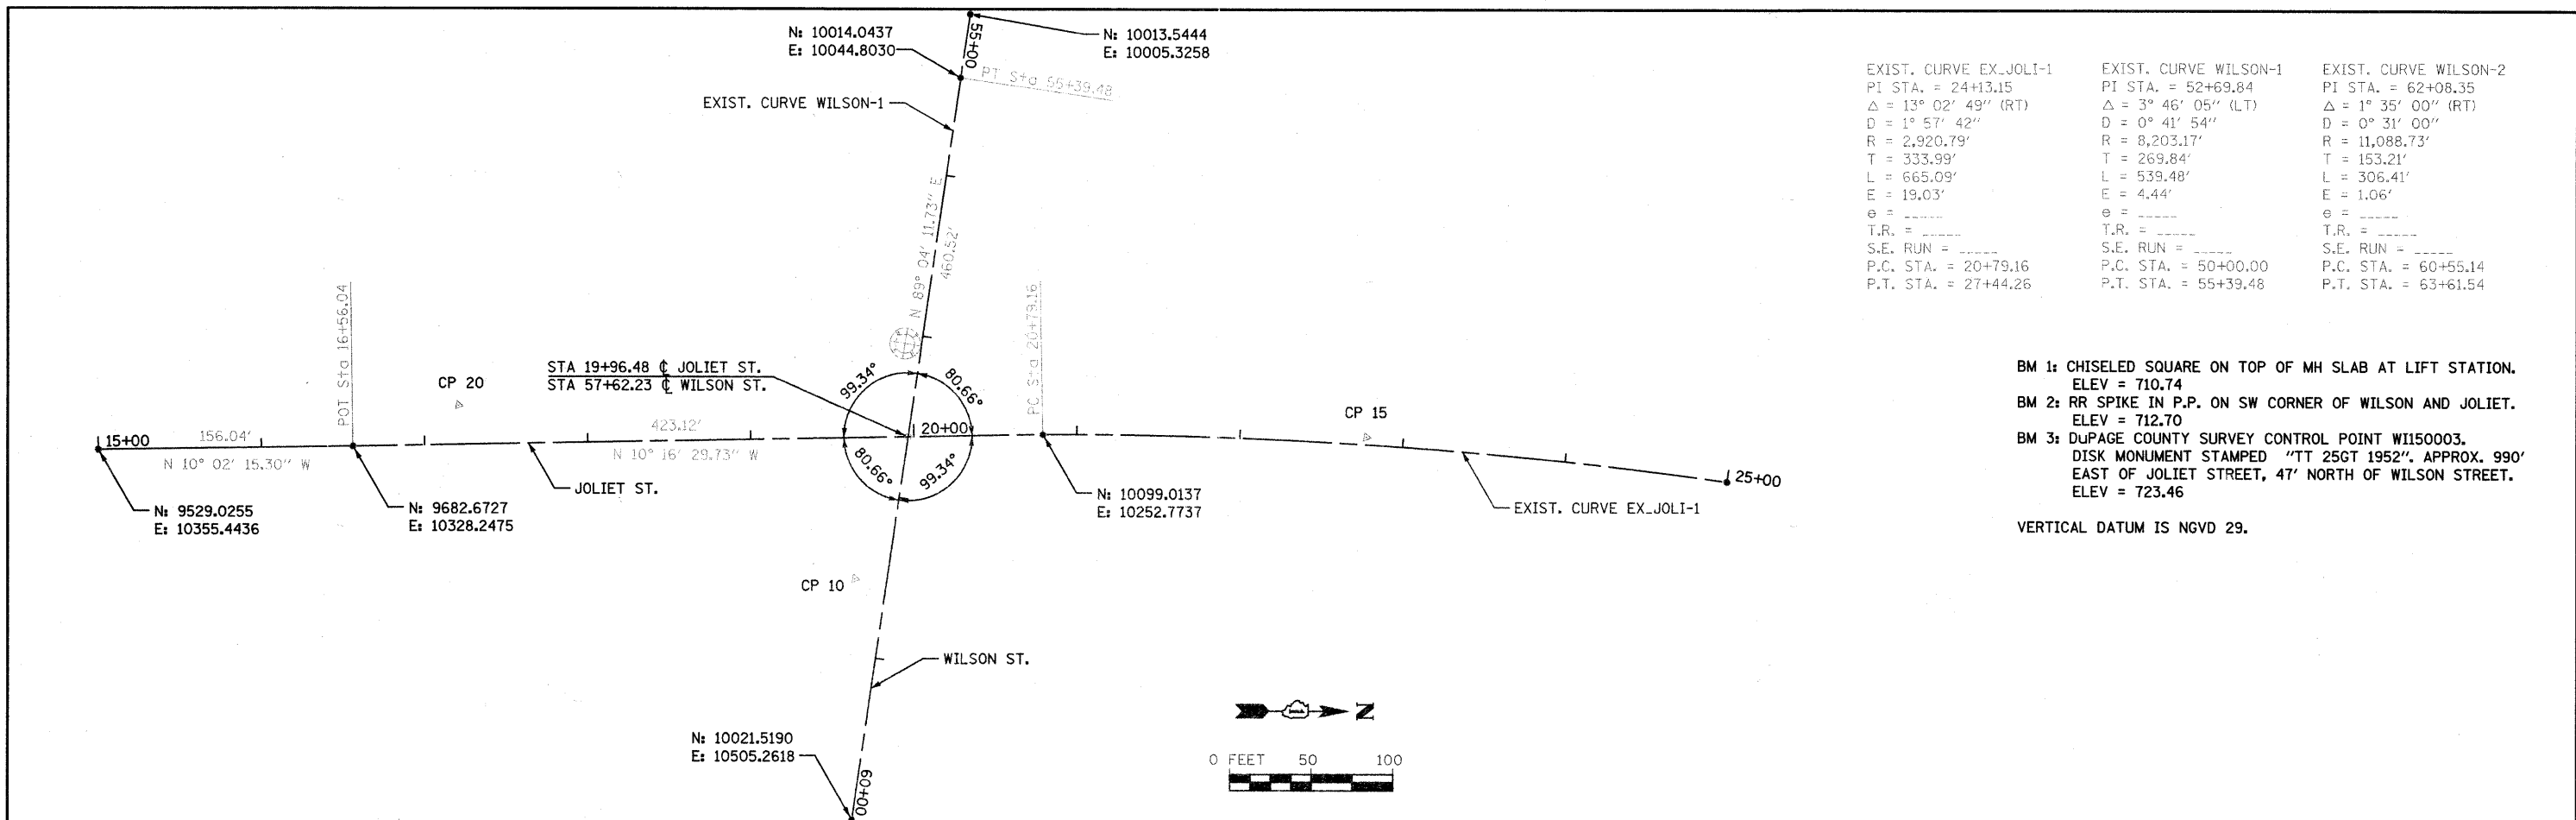 N: 10014.0437
E: 10044.8030
55+00
N: 10013.5444
E: 10005.3258
PT Sta 55+39.48
EXIST. CURVE WILSON-1
N 89° 04' 11.73" E
460.52'
POT Sta 16+56.04
CP 20
STA 19+96.48 ℄ JOLIET ST.
STA 57+62.23 ℄ WILSON ST.
99.34°
80.66°
PC Sta 20+79.16
CP 15
15+00
156.04'
N 10° 02' 15.30" W
423.12'
N 10° 16' 29.73" W
20+00
80.66°
99.34°
25+00
JOLIET ST.
N: 9529.0255
E: 10355.4436
N: 9682.6727
E: 10328.2475
N: 10099.0137
E: 10252.7737
EXIST. CURVE EX_JOLI-1
CP 10
WILSON ST.
N: 10021.5190
E: 10505.2618
60+00
N
0 FEET 50 100
EXIST. CURVE EX_JOLI-1
PI STA. = 24+13.15
Δ = 13° 02' 49" (RT)
D = 1° 57' 42"
R = 2,920.79'
T = 333.99'
L = 665.09'
E = 19.03'
e = _____
T.R. = _____
S.E. RUN = _____
P.C. STA. = 20+79.16
P.T. STA. = 27+44.26
EXIST. CURVE WILSON-1
PI STA. = 52+69.84
Δ = 3° 46' 05" (LT)
D = 0° 41' 54"
R = 8,203.17'
T = 269.84'
L = 539.48'
E = 4.44'
e = _____
T.R. = _____
S.E. RUN = _____
P.C. STA. = 50+00.00
P.T. STA. = 55+39.48
EXIST. CURVE WILSON-2
PI STA. = 62+08.35
Δ = 1° 35' 00" (RT)
D = 0° 31' 00"
R = 11,088.73'
T = 153.21'
L = 306.41'
E = 1.06'
e = _____
T.R. = _____
S.E. RUN = _____
P.C. STA. = 60+55.14
P.T. STA. = 63+61.54
BM 1: CHISELED SQUARE ON TOP OF MH SLAB AT LIFT STATION.
ELEV = 710.74
BM 2: RR SPIKE IN P.P. ON SW CORNER OF WILSON AND JOLIET.
ELEV = 712.70
BM 3: DuPAGE COUNTY SURVEY CONTROL POINT WI150003.
DISK MONUMENT STAMPED "TT 25GT 1952". APPROX. 990'
EAST OF JOLIET STREET, 47' NORTH OF WILSON STREET.
ELEV = 723.46
VERTICAL DATUM IS NGVD 29.